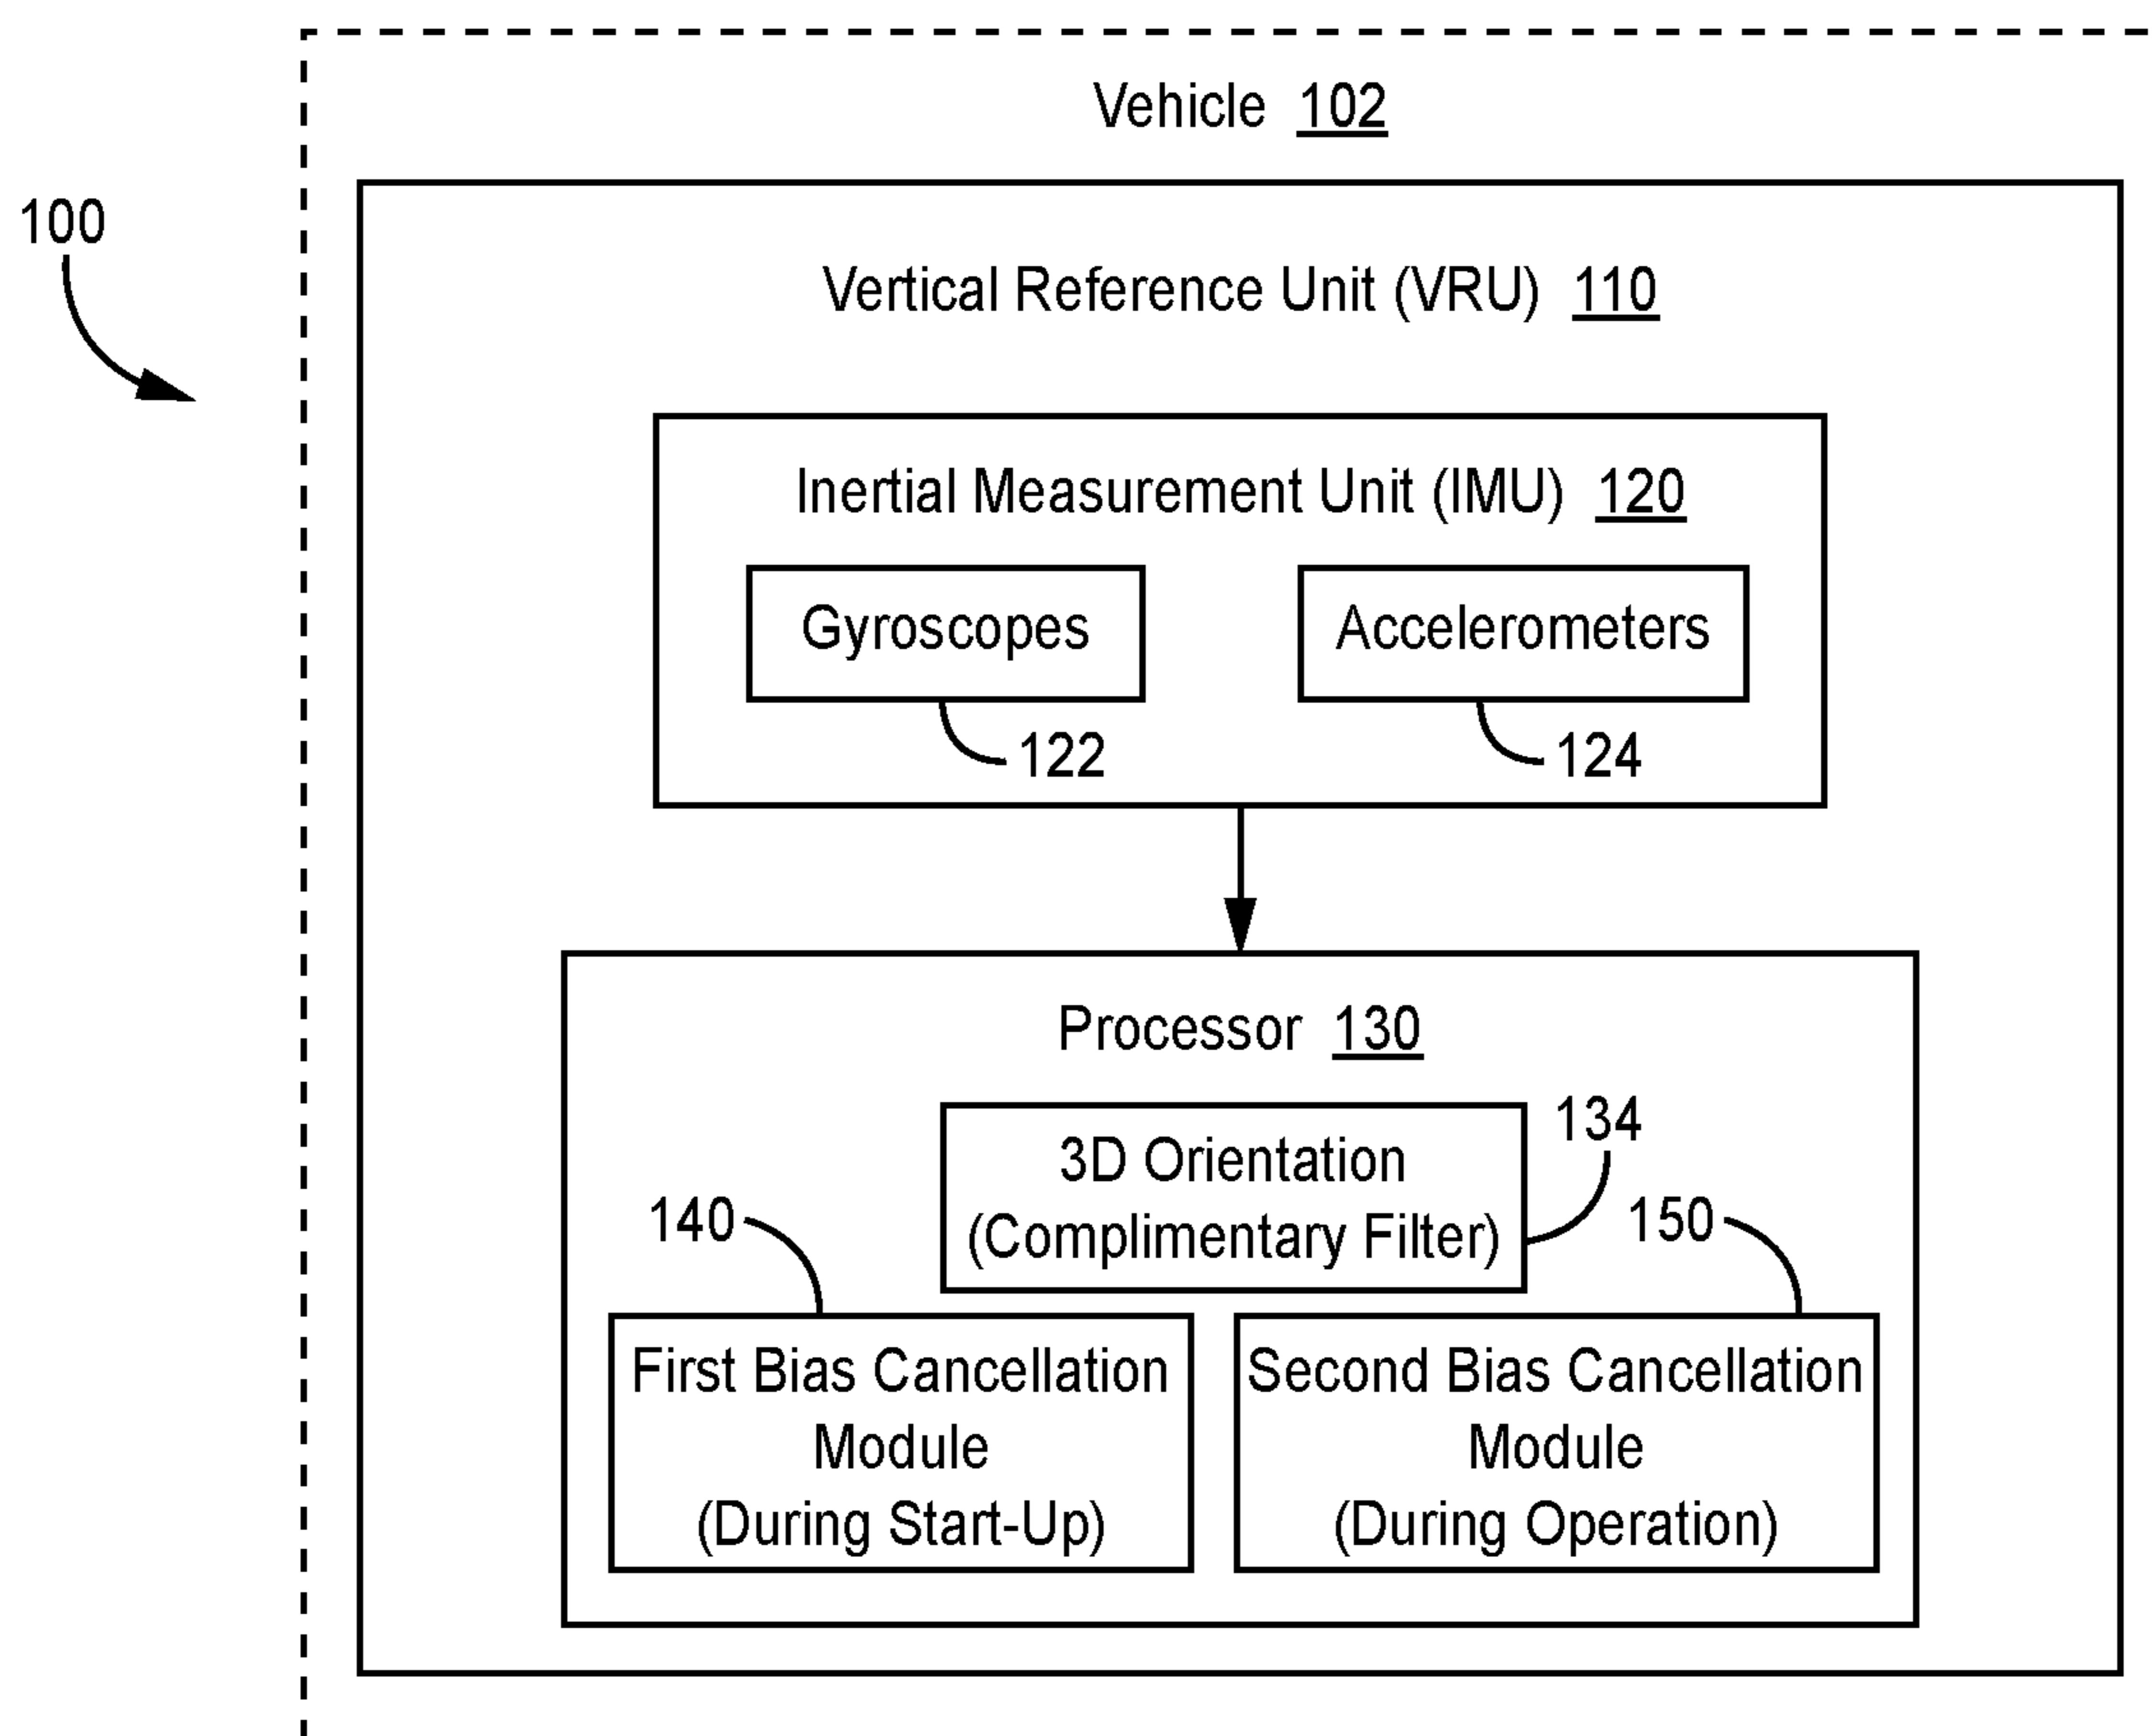 Vehicle 102
100
Vertical Reference Unit (VRU) 110
Inertial Measurement Unit (IMU) 120
Gyroscopes
Accelerometers
122
124
Processor 130
134
3D Orientation
(Complimentary Filter)
140
150
First Bias Cancellation
Module
(During Start-Up)
Second Bias Cancellation
Module
(During Operation)